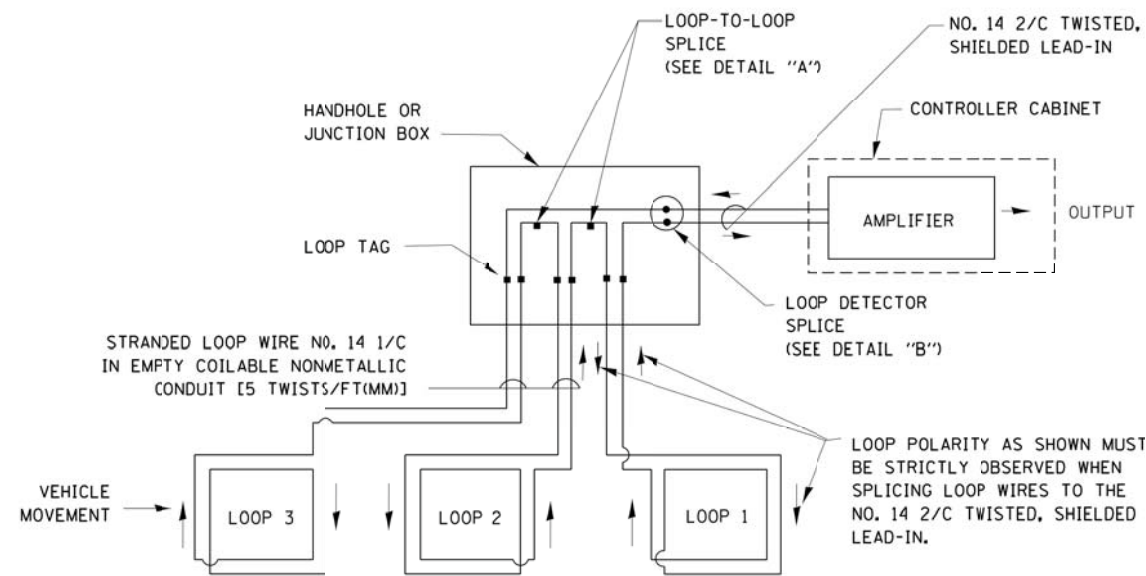 LOOP-TO-LOOP
SPLICE
(SEE DETAIL "A")
NO. 14 2/C TWISTED,
SHIELDED LEAD-IN
HANDHOLE OR
JUNCTION BOX
CONTROLLER CABINET
AMPLIFIER
OUTPUT
LOOP TAG
LOOP DETECTOR
SPLICE
(SEE DETAIL "B")
STRANDED LOOP WIRE NO. 14 1/C
IN EMPTY COILABLE NONMETALLIC
CONDUIT [5 TWISTS/FT(MM)]
LOOP POLARITY AS SHOWN MUST
BE STRICTLY OBSERVED WHEN
SPLICING LOOP WIRES TO THE
NO. 14 2/C TWISTED, SHIELDED
LEAD-IN.
VEHICLE
MOVEMENT
LOOP 3
LOOP 2
LOOP 1